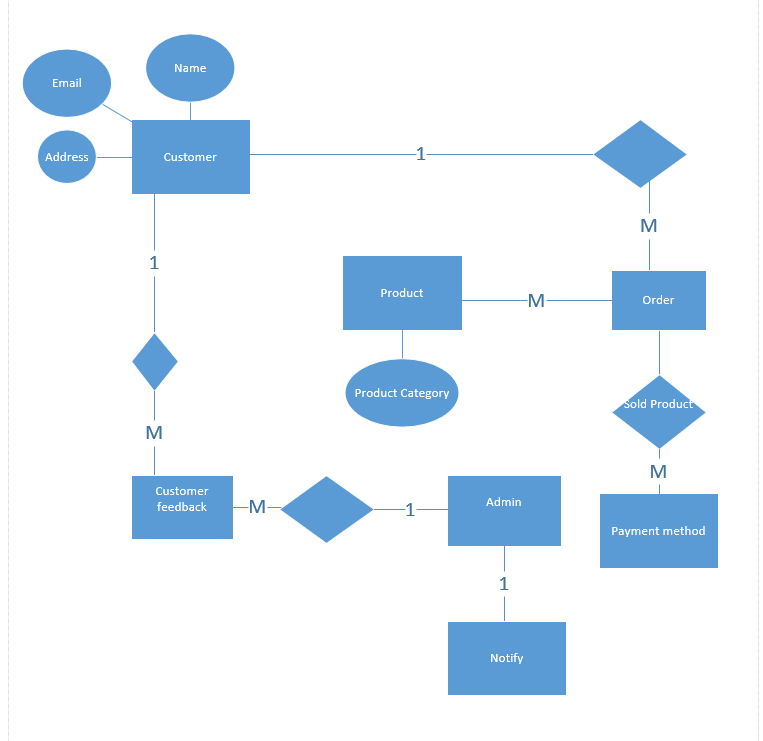 Name
Email
Address
Customer
1
M
1
Product
M
Order
Product Category
Sold Product
M
M
Customer
feedback
M
1
Admin
Payment method
1
Notify